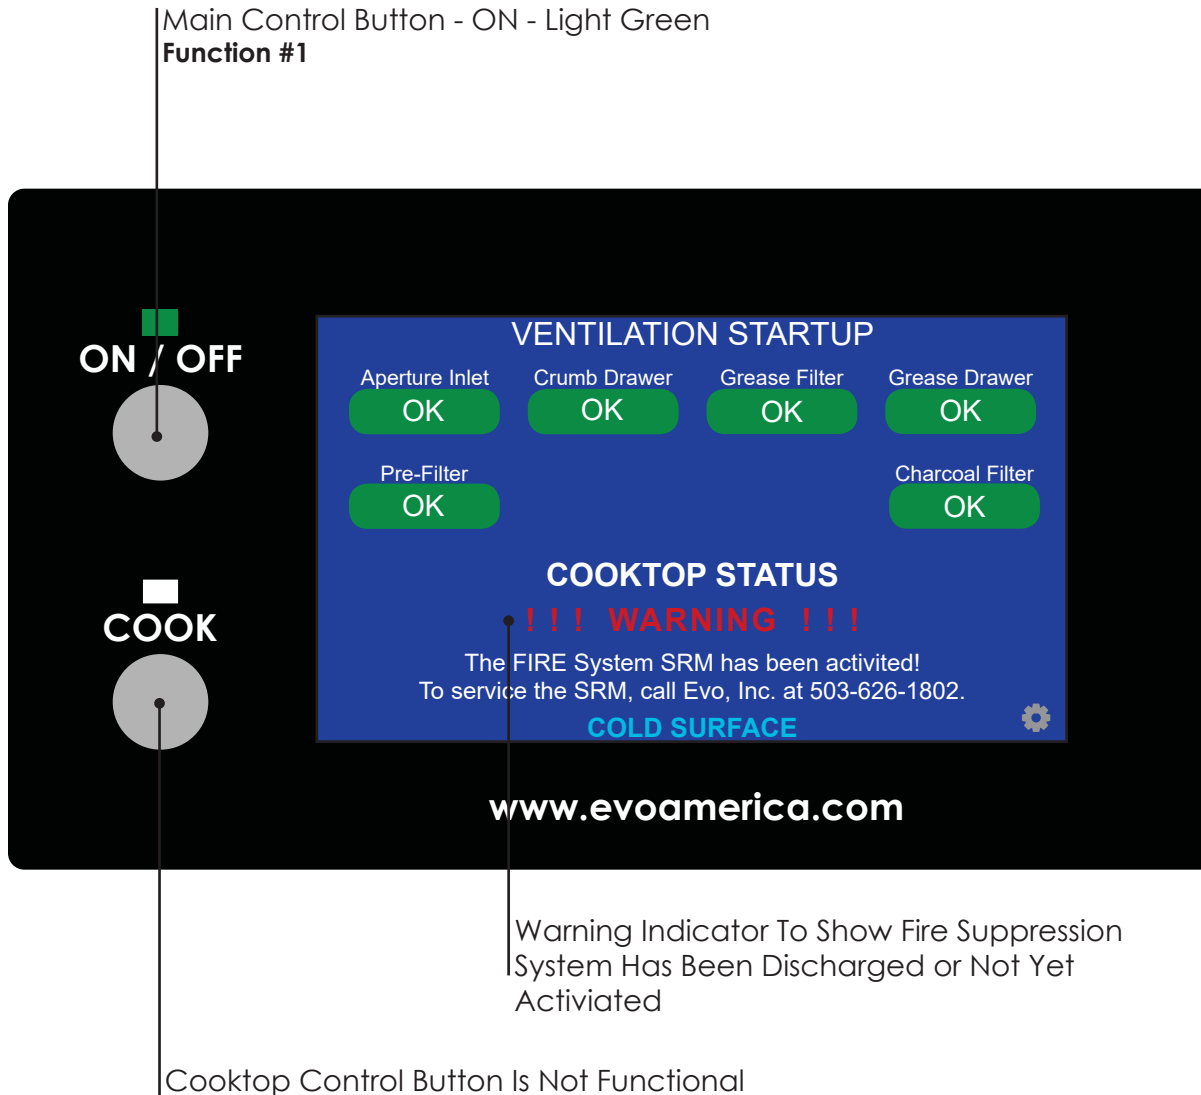 Main Control Button - ON - Light Green
Function #1
ON / OFF
VENTILATION STARTUP
Aperture Inlet Crumb Drawer Grease Filter Grease Drawer
OK OK OK OK
Pre-Filter Charcoal Filter
OK OK
COOKTOP STATUS
! ! ! WARNING ! ! !
COOK
The FIRE System SRM has been activited!
To service the SRM, call Evo, Inc. at 503-626-1802.
COLD SURFACE
www.evoamerica.com
Warning Indicator To Show Fire Suppression
System Has Been Discharged or Not Yet
Activiated
Cooktop Control Button Is Not Functional